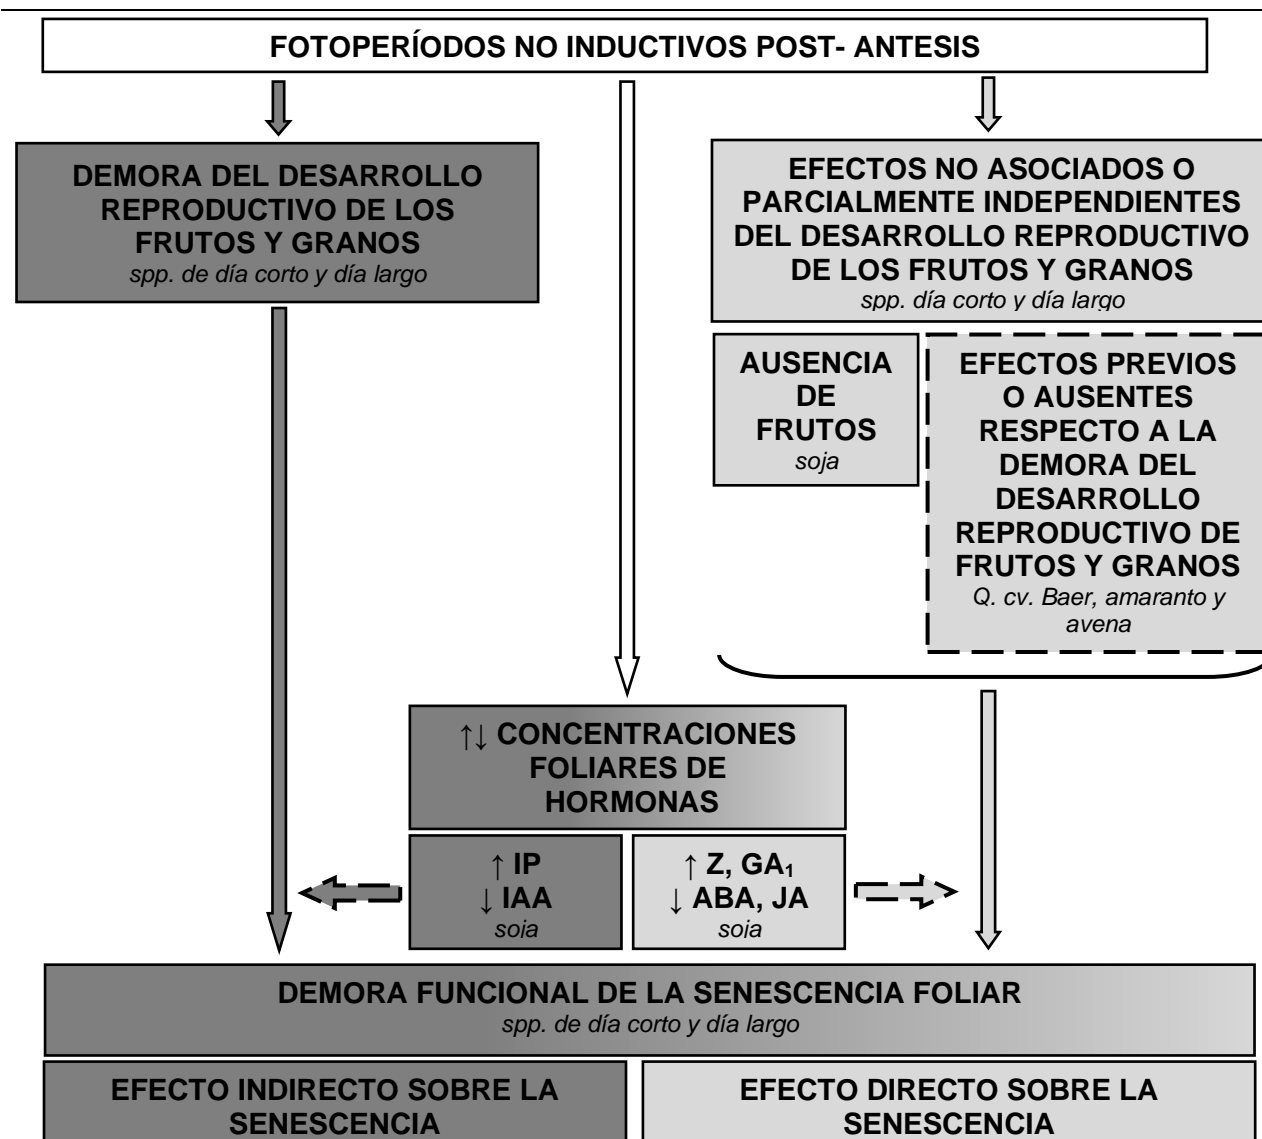 FOTOPERÍODOS NO INDUCTIVOS POST- ANTESIS
DEMORA DEL DESARROLLO
REPRODUCTIVO DE LOS
FRUTOS Y GRANOS
spp. de día corto y día largo
EFECTOS NO ASOCIADOS O
PARCIALMENTE INDEPENDIENTES
DEL DESARROLLO REPRODUCTIVO
DE LOS FRUTOS Y GRANOS
spp. día corto y día largo
AUSENCIA
DE
FRUTOS
soja
EFECTOS PREVIOS
O AUSENTES
RESPECTO A LA
DEMORA DEL
DESARROLLO
REPRODUCTIVO DE
FRUTOS Y GRANOS
Q. cv. Baer, amaranto y
avena
↑↓ CONCENTRACIONES
FOLIARES DE
HORMONAS
↑ IP
↓ IAA
soja
↑ Z, GA₁
↓ ABA, JA
soja
DEMORA FUNCIONAL DE LA SENESCENCIA FOLIAR
spp. de día corto y día largo
EFECTO INDIRECTO SOBRE LA
SENESCENCIA
EFECTO DIRECTO SOBRE LA
SENESCENCIA